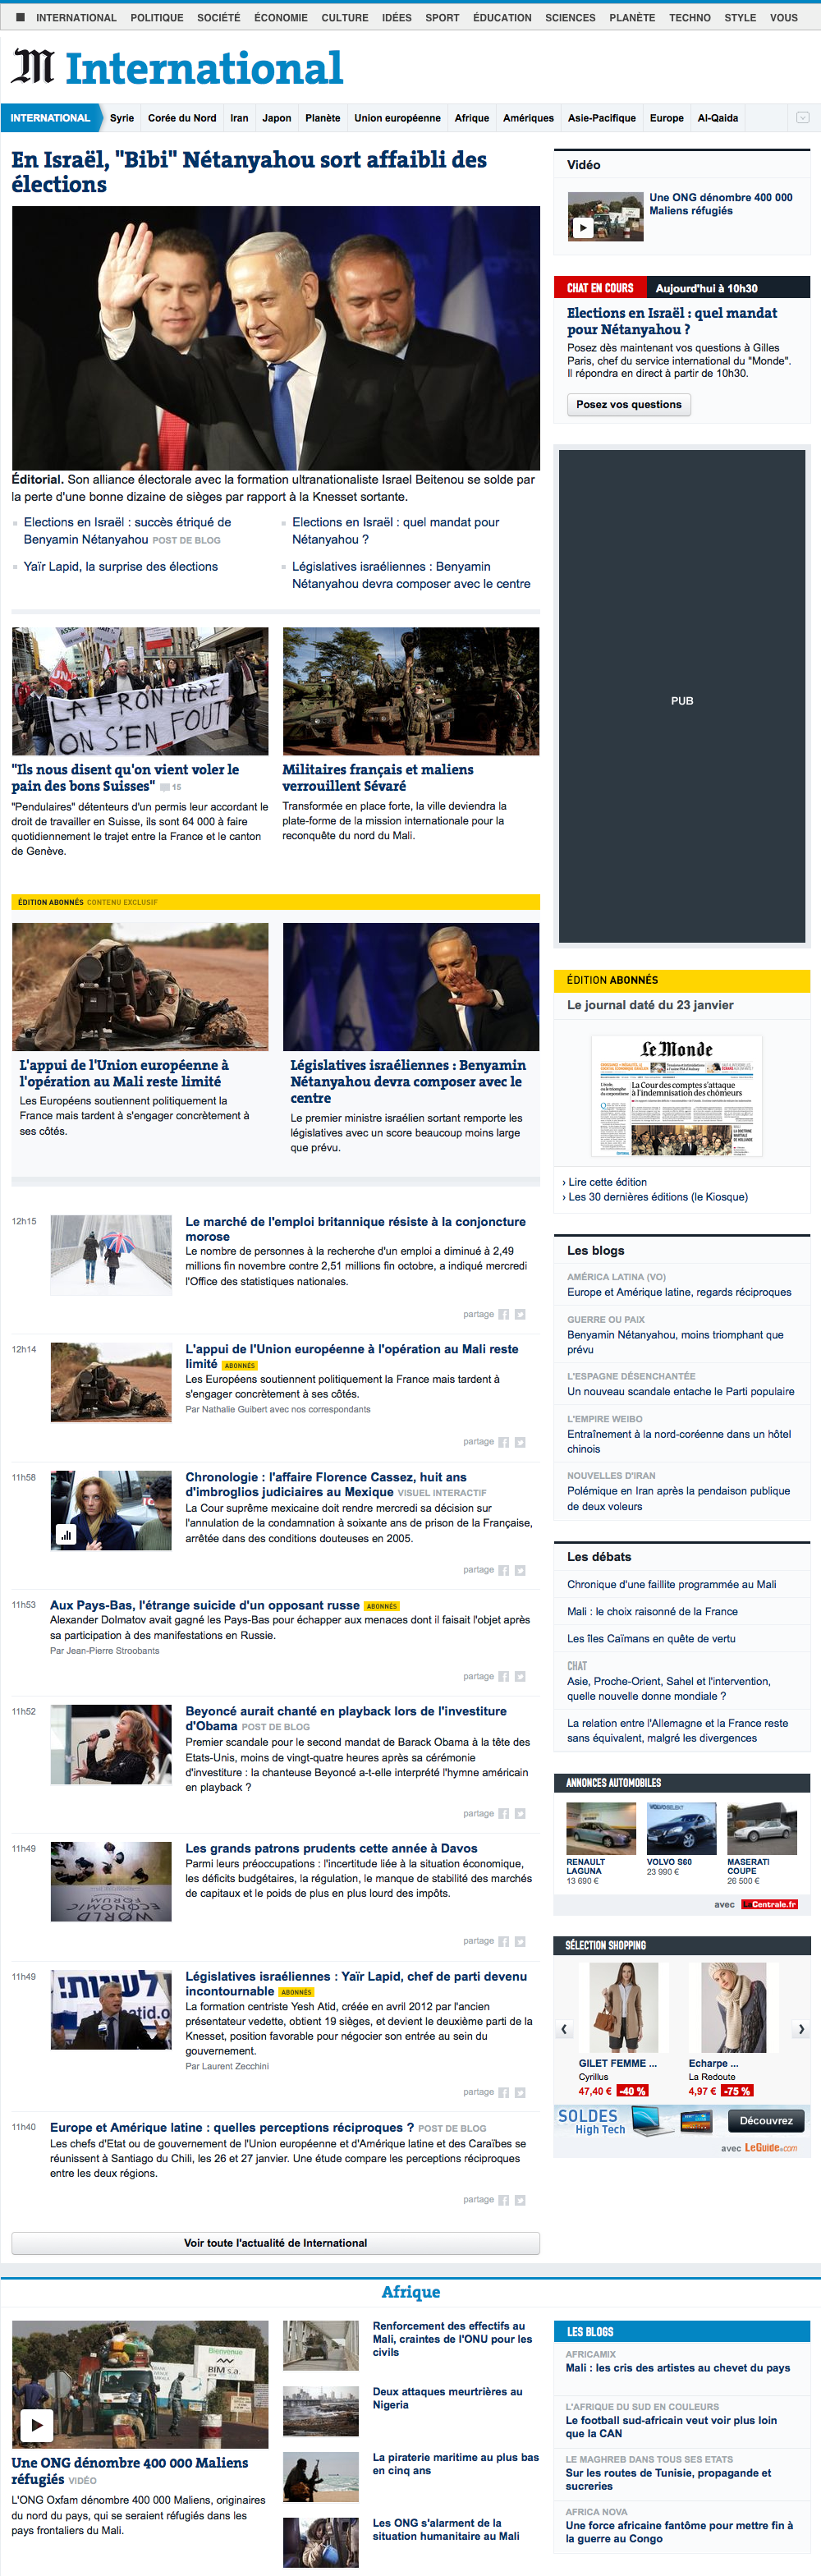 INTERNATIONAL POLITIQUE SOCIÉTÉ ÉCONOMIE CULTURE IDÉES SPORT ÉDUCATION SCIENCES PLANÈTE TECHNO STYLE VOUS
M International
INTERNATIONAL Syrie Corée du Nord Iran Japon Planète Union européenne Afrique Amériques Asie-Pacifique Europe Al-Qaida
En Israël, "Bibi" Nétanyahou sort affaibli des
élections
Éditorial. Son alliance électorale avec la formation ultranationaliste Israel Beitenou se solde par
la perte d'une bonne dizaine de sièges par rapport à la Knesset sortante.
Elections en Israël : succès étriqué de
Benyamin Nétanyahou POST DE BLOG
Elections en Israël : quel mandat pour
Nétanyahou ?
Yaïr Lapid, la surprise des élections
Législatives israéliennes : Benyamin
Nétanyahou devra composer avec le centre
LA FRONTIÈRE
ON S'EN FOUT
"Ils nous disent qu'on vient voler le
pain des bons Suisses" 15
"Pendulaires" détenteurs d'un permis leur accordant le
droit de travailler en Suisse, ils sont 64 000 à faire
quotidiennement le trajet entre la France et le canton
de Genève.
Militaires français et maliens
verrouillent Sévaré
Transformée en place forte, la ville deviendra la
plate-forme de la mission internationale pour la
reconquête du nord du Mali.
ÉDITION ABONNÉS CONTENU EXCLUSIF
L'appui de l'Union européenne à
l'opération au Mali reste limité
Les Européens soutiennent politiquement la
France mais tardent à s'engager concrètement à
ses côtés.
Législatives israéliennes : Benyamin
Nétanyahou devra composer avec le
centre
Le premier ministre israélien sortant remporte les
législatives avec un score beaucoup moins large
que prévu.
12h15
Le marché de l'emploi britannique résiste à la conjoncture
morose
Le nombre de personnes à la recherche d'un emploi a diminué à 2,49
millions fin novembre contre 2,51 millions fin octobre, a indiqué mercredi
l'Office des statistiques nationales.
partage
12h14
L'appui de l'Union européenne à l'opération au Mali reste
limité ABONNÉS
Les Européens soutiennent politiquement la France mais tardent à
s'engager concrètement à ses côtés.
Par Nathalie Guibert avec nos correspondants
partage
11h58
Chronologie : l'affaire Florence Cassez, huit ans
d'imbroglios judiciaires au Mexique VISUEL INTERACTIF
La Cour suprême mexicaine doit rendre mercredi sa décision sur
l'annulation de la condamnation à soixante ans de prison de la Française,
arrêtée dans des conditions douteuses en 2005.
partage
11h53
Aux Pays-Bas, l'étrange suicide d'un opposant russe ABONNÉS
Alexander Dolmatov avait gagné les Pays-Bas pour échapper aux menaces dont il faisait l'objet après
sa participation à des manifestations en Russie.
Par Jean-Pierre Stroobants
partage
11h52
Beyoncé aurait chanté en playback lors de l'investiture
d'Obama POST DE BLOG
Premier scandale pour le second mandat de Barack Obama à la tête des
Etats-Unis, moins de vingt-quatre heures après sa cérémonie
d'investiture : la chanteuse Beyoncé a-t-elle interprété l'hymne américain
en playback ?
partage
11h49
Les grands patrons prudents cette année à Davos
Parmi leurs préoccupations : l'incertitude liée à la situation économique,
les déficits budgétaires, la régulation, le manque de stabilité des marchés
de capitaux et le poids de plus en plus lourd des impôts.
partage
11h49
Législatives israéliennes : Yaïr Lapid, chef de parti devenu
incontournable ABONNÉS
La formation centriste Yesh Atid, créée en avril 2012 par l'ancien
présentateur vedette, obtient 19 sièges, et devient le deuxième parti de la
Knesset, position favorable pour négocier son entrée au sein du
gouvernement.
Par Laurent Zecchini
partage
11h40
Europe et Amérique latine : quelles perceptions réciproques ? POST DE BLOG
Les chefs d'Etat ou de gouvernement de l'Union européenne et d'Amérique latine et des Caraïbes se
réunissent à Santiago du Chili, les 26 et 27 janvier. Une étude compare les perceptions réciproques
entre les deux régions.
partage
Voir toute l'actualité de International
Vidéo
Une ONG dénombre 400 000
Maliens réfugiés
CHAT EN COURS Aujourd'hui à 10h30
Elections en Israël : quel mandat
pour Nétanyahou ?
Posez dès maintenant vos questions à Gilles
Paris, chef du service international du "Monde".
Il répondra en direct à partir de 10h30.
Posez vos questions
PUB
ÉDITION ABONNÉS
Le journal daté du 23 janvier
Le Monde
La Cour des comptes s'attaque
à l'indemnisation des chômeurs
› Lire cette édition
› Les 30 dernières éditions (le Kiosque)
Les blogs
AMÉRICA LATINA (VO)
Europe et Amérique latine, regards réciproques
GUERRE OU PAIX
Benyamin Nétanyahou, moins triomphant que
prévu
L'ESPAGNE DÉSENCHANTÉE
Un nouveau scandale entache le Parti populaire
L'EMPIRE WEIBO
Entraînement à la nord-coréenne dans un hôtel
chinois
NOUVELLES D'IRAN
Polémique en Iran après la pendaison publique
de deux voleurs
Les débats
Chronique d'une faillite programmée au Mali
Mali : le choix raisonné de la France
Les îles Caïmans en quête de vertu
CHAT
Asie, Proche-Orient, Sahel et l'intervention,
quelle nouvelle donne mondiale ?
La relation entre l'Allemagne et la France reste
sans équivalent, malgré les divergences
ANNONCES AUTOMOBILES
RENAULT
LAGUNA
13 690 €
VOLVO S60
23 990 €
MASERATI
COUPE
26 500 €
avec LaCentrale.fr
SÉLECTION SHOPPING
GILET FEMME ...
Cyrillus
47,40 € -40 %
Echarpe ...
La Redoute
4,97 € -75 %
SOLDES
High Tech
Découvrez
avec LeGuide.com
Afrique
Bienvenue
BIM s.a.
Une ONG dénombre 400 000 Maliens
réfugiés VIDÉO
L'ONG Oxfam dénombre 400 000 Maliens, originaires
du nord du pays, qui se seraient réfugiés dans les
pays frontaliers du Mali.
Renforcement des effectifs au
Mali, craintes de l'ONU pour les
civils
Deux attaques meurtrières au
Nigeria
La piraterie maritime au plus bas
en cinq ans
Les ONG s'alarment de la
situation humanitaire au Mali
LES BLOGS
AFRICAMIX
Mali : les cris des artistes au chevet du pays
L'AFRIQUE DU SUD EN COULEURS
Le football sud-africain veut voir plus loin
que la CAN
LE MAGHREB DANS TOUS SES ETATS
Sur les routes de Tunisie, propagande et
sucreries
AFRICA NOVA
Une force africaine fantôme pour mettre fin à
la guerre au Congo